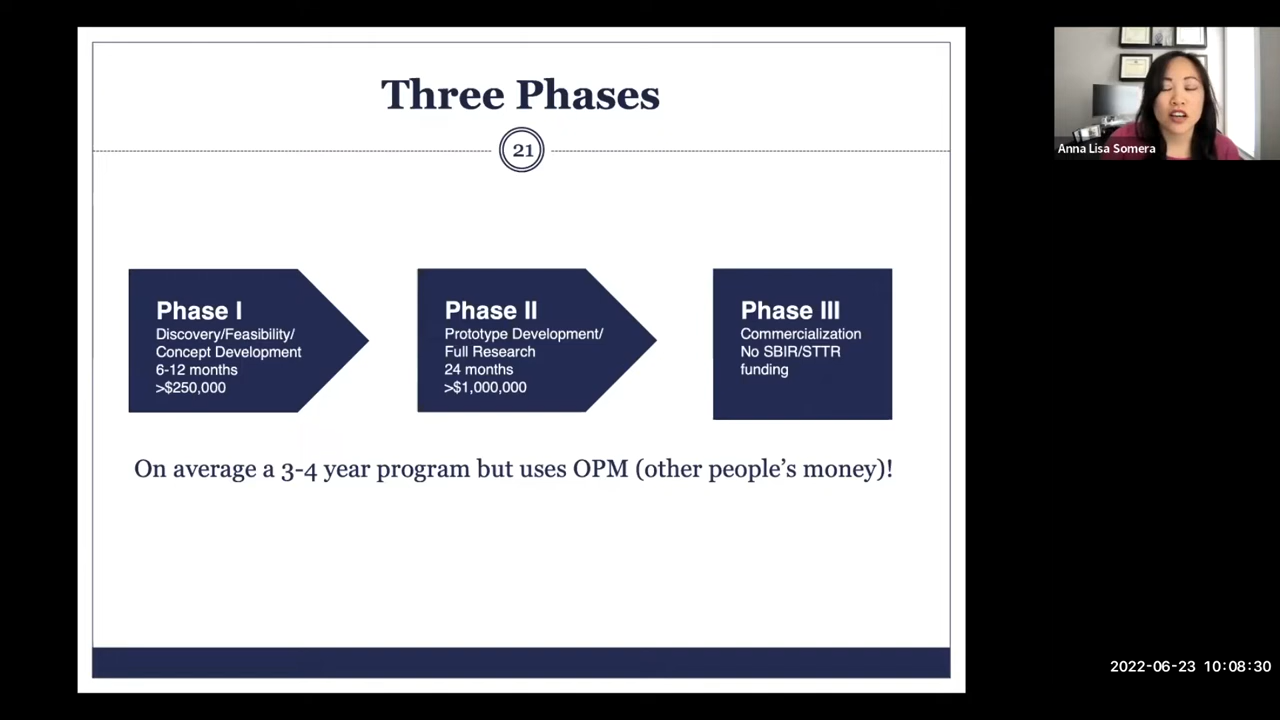 Three Phases
21
Phase I
Discovery/Feasibility/
Concept Development
6-12 months
>$250,000
Phase II
Prototype Development/
Full Research
24 months
>$1,000,000
Phase III
Commercialization
No SBIR/STTR
funding
On average a 3-4 year program but uses OPM (other people’s money)!
Anna Lisa Somera
2022-06-23 10:08:30